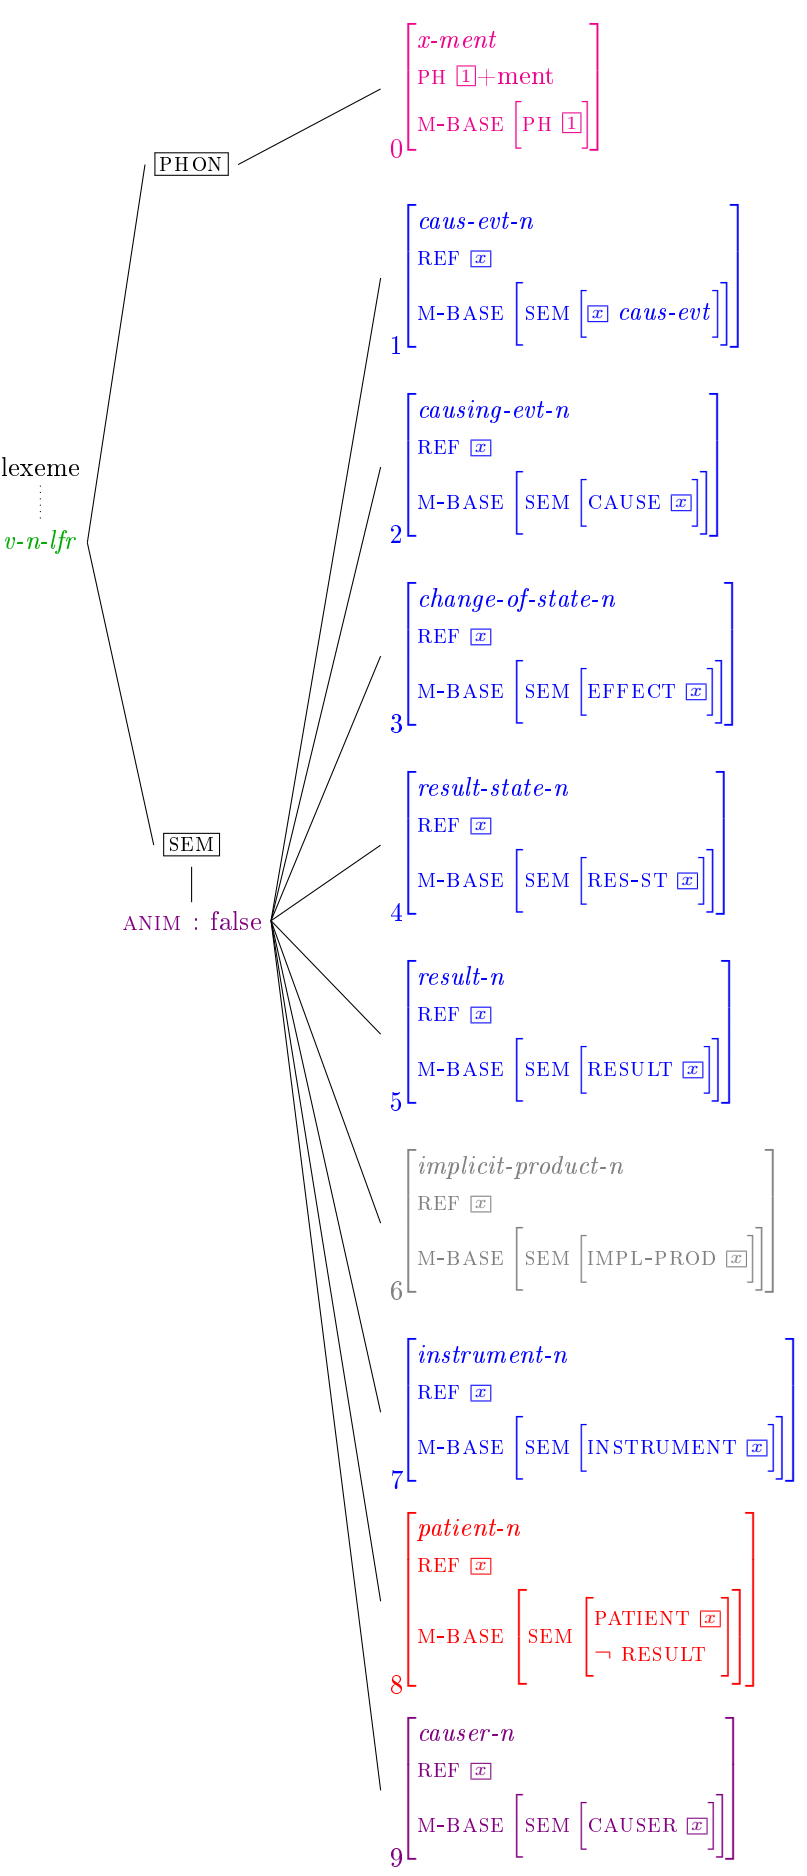 x-ment
PH 1+ment
M-BASE [PH 1]
0
PHON
caus-evt-n
REF x
M-BASE [SEM [x caus-evt]]
1
causing-evt-n
REF x
M-BASE [SEM [CAUSE x]]
2
lexeme
v-n-lfr
change-of-state-n
REF x
M-BASE [SEM [EFFECT x]]
3
result-state-n
REF x
M-BASE [SEM [RES-ST x]]
4
SEM
ANIM : false
result-n
REF x
M-BASE [SEM [RESULT x]]
5
implicit-product-n
REF x
M-BASE [SEM [IMPL-PROD x]]
6
instrument-n
REF x
M-BASE [SEM [INSTRUMENT x]]
7
patient-n
REF x
M-BASE [SEM [PATIENT x
¬ RESULT]]
8
causer-n
REF x
M-BASE [SEM [CAUSER x]]
9